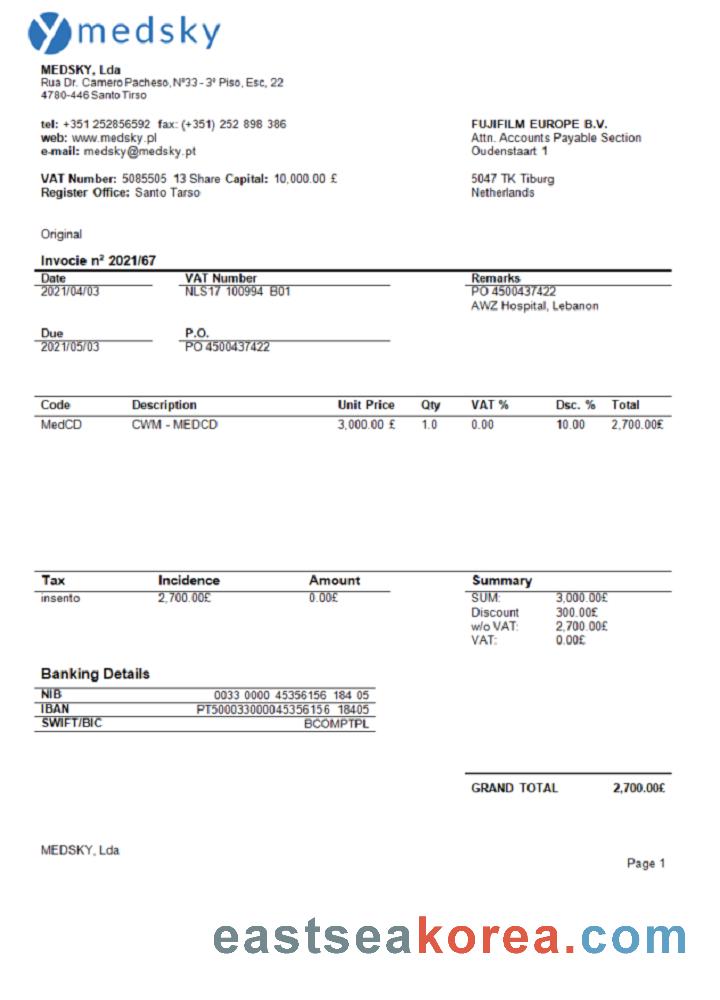 medsky
MEDSKY, Lda
Rua Dr. Camero Pacheso, Nº33 - 3º Piso, Esc, 22
4780-446 Santo Tirso
tel: +351 252856592 fax: (+351) 252 898 386
web: www.medsky.pl
e-mail: medsky@medsky.pt
VAT Number: 5085505 13 Share Capital: 10,000.00 £
Register Office: Santo Tarso
FUJIFILM EUROPE B.V.
Attn. Accounts Payable Section
Oudenstaart 1
5047 TK Tiburg
Netherlands
Original
Invocie nº 2021/67
Date VAT Number Remarks
2021/04/03 NLS17 100994 B01 PO 4500437422
AWZ Hospital, Lebanon
Due P.O.
2021/05/03 PO 4500437422
Code Description Unit Price Qty VAT % Dsc. % Total
MedCD CWM - MEDCD 3,000.00 £ 1.0 0.00 10.00 2,700.00£
Tax Incidence Amount Summary
insento 2,700.00£ 0.00£ SUM: 3,000.00£
Discount 300.00£
w/o VAT: 2,700.00£
VAT: 0.00£
Banking Details
NIB 0033 0000 45356156 184 05
IBAN PT500033000045356156 18405
SWIFT/BIC BCOMPTPL
GRAND TOTAL 2,700.00£
MEDSKY, Lda
Page 1
eastseakorea.com